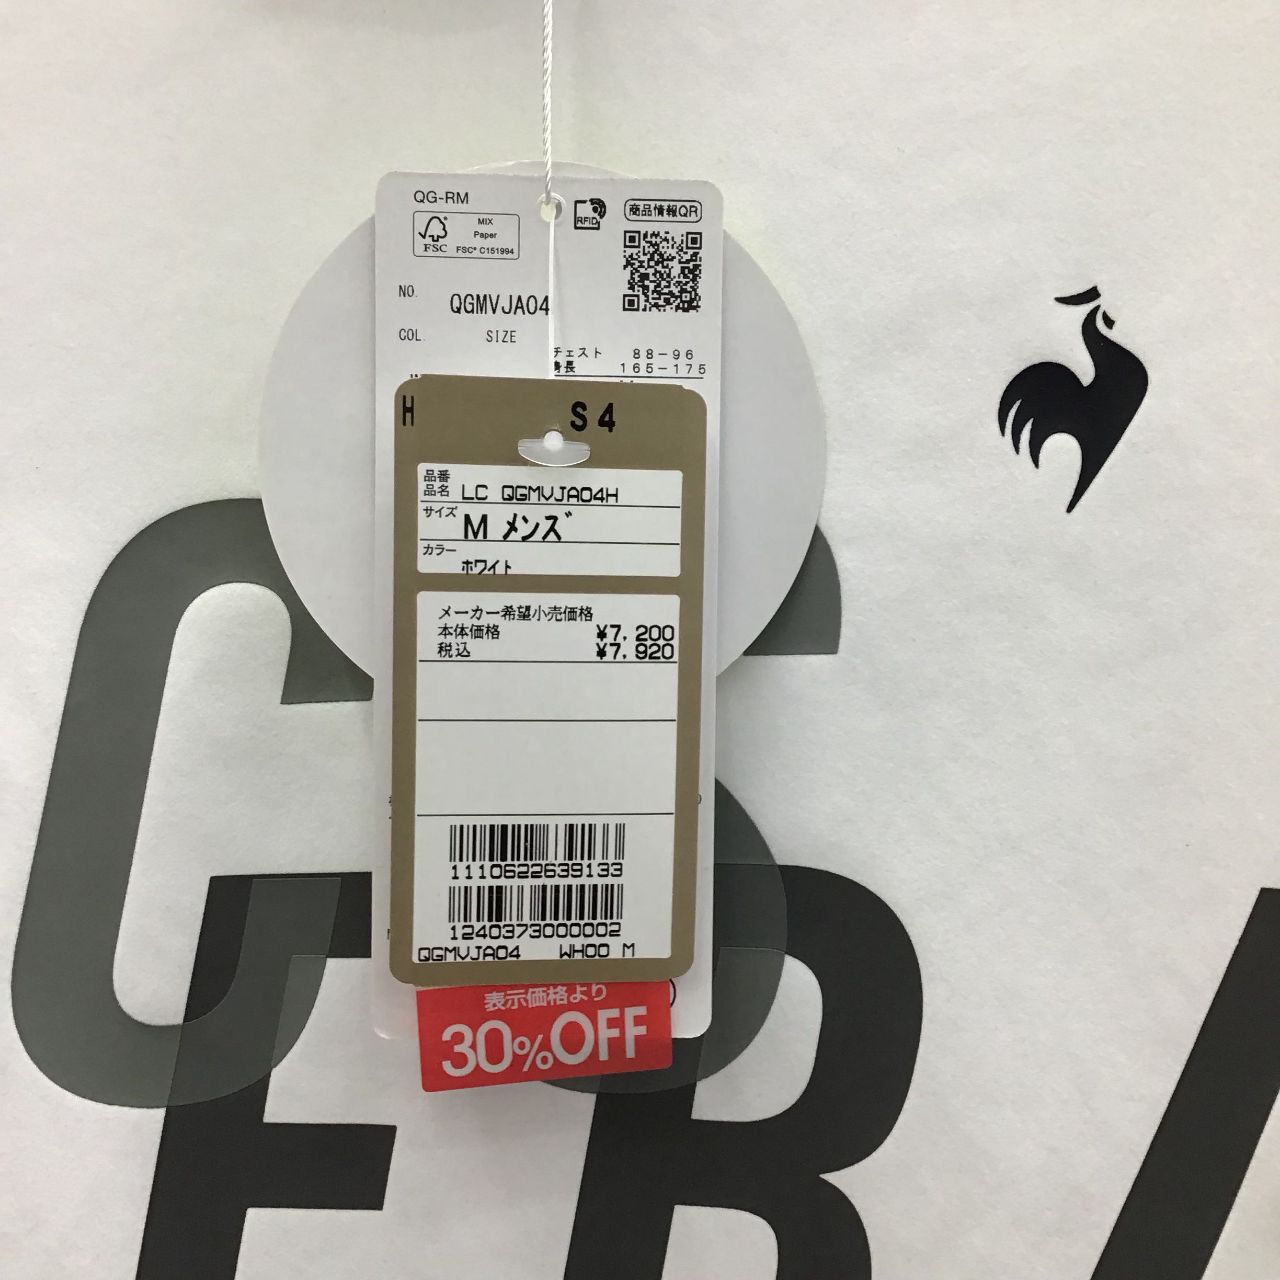 QG-RM
MIX
Paper
FSC
FSC® C151994
RFID
商品情報QR
NO.
QGMVJA04
COL.
SIZE
チェスト 88-96
身長 165-175
H
S4
品番
品名 LC QGMVJA04H
サイズ M メンズ
カラー
ホワイト
メーカー希望小売価格
本体価格 ¥7,200
税込 ¥7,920
1110622639133
1240373000002
QGMVJA04 WH00 M
表示価格より
30%OFF